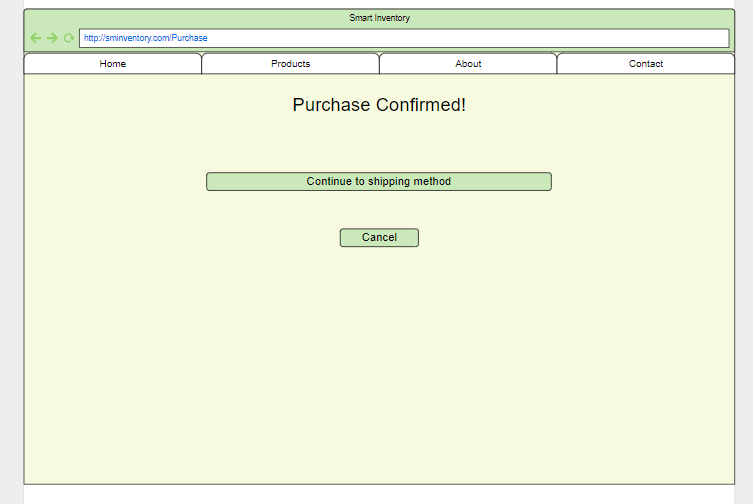 Smart Inventory
http://sminventory.com/Purchase
Home Products About Contact
Purchase Confirmed!
Continue to shipping method
Cancel